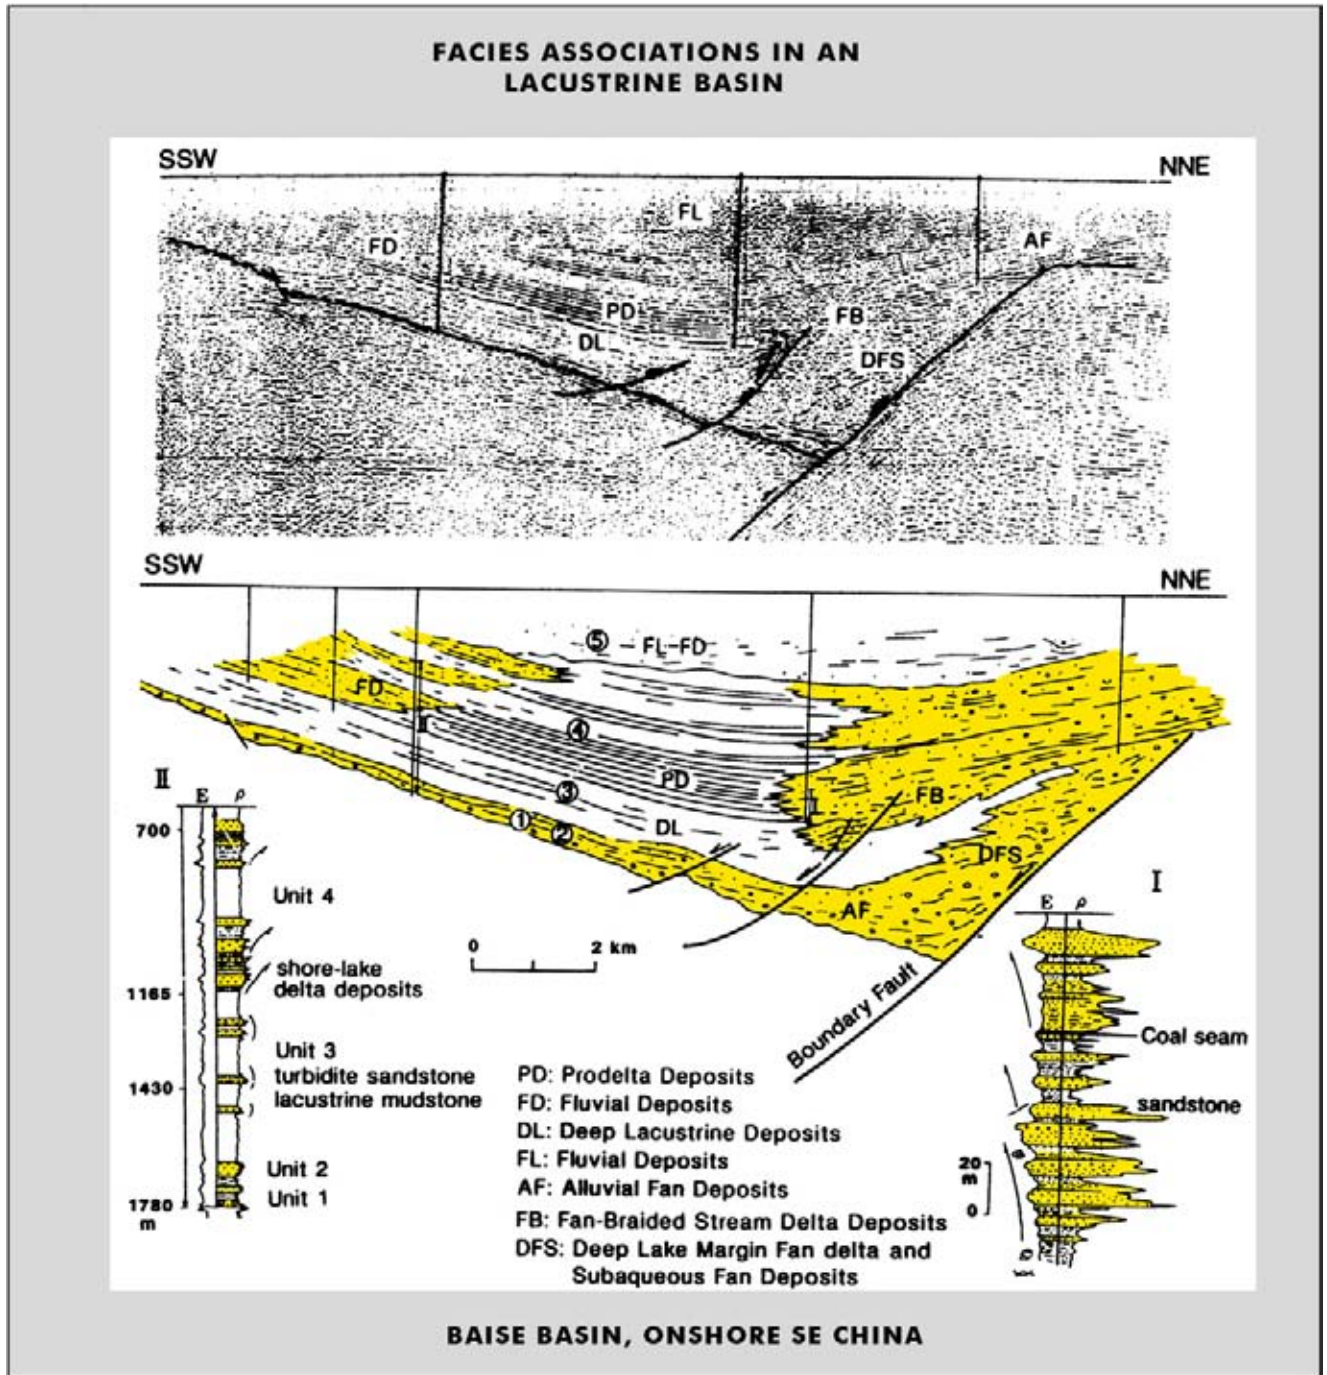 FACIES ASSOCIATIONS IN AN
LACUSTRINE BASIN
SSW NNE
FL
FD AF
PD FB
DL DFS
SSW NNE
⑤ FL-FD
FD
Ⅱ
④
PD
③ FB
Ⅰ
① ② DL
DFS
AF
Ⅱ
E ρ
700
Unit 4
shore-lake
delta deposits
1165
Unit 3
turbidite sandstone
lacustrine mudstone
1430
Unit 2
Unit 1
1780
m
0 2 km
Boundary Fault
Ⅰ
E ρ
Coal seam
sandstone
20
m
0
PD: Prodelta Deposits
FD: Fluvial Deposits
DL: Deep Lacustrine Deposits
FL: Fluvial Deposits
AF: Alluvial Fan Deposits
FB: Fan-Braided Stream Delta Deposits
DFS: Deep Lake Margin Fan delta and
Subaqueous Fan Deposits
BAISE BASIN, ONSHORE SE CHINA